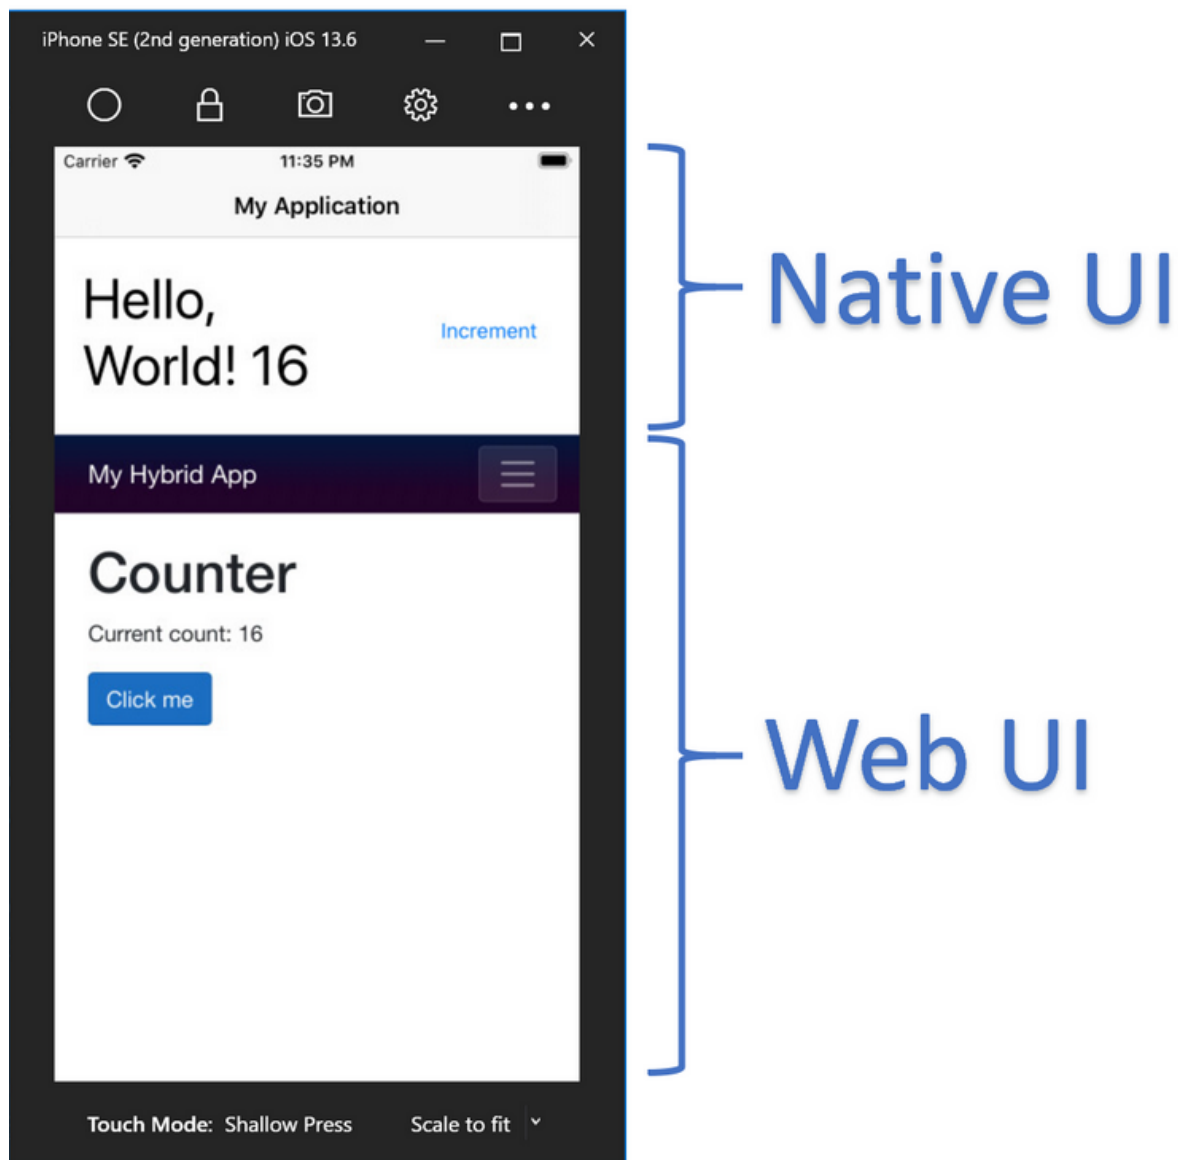 iPhone SE (2nd generation) iOS 13.6
Carrier
11:35 PM
My Application
Hello,
World! 16
Increment
Native UI
My Hybrid App
Counter
Current count: 16
Click me
Web UI
Touch Mode: Shallow Press
Scale to fit